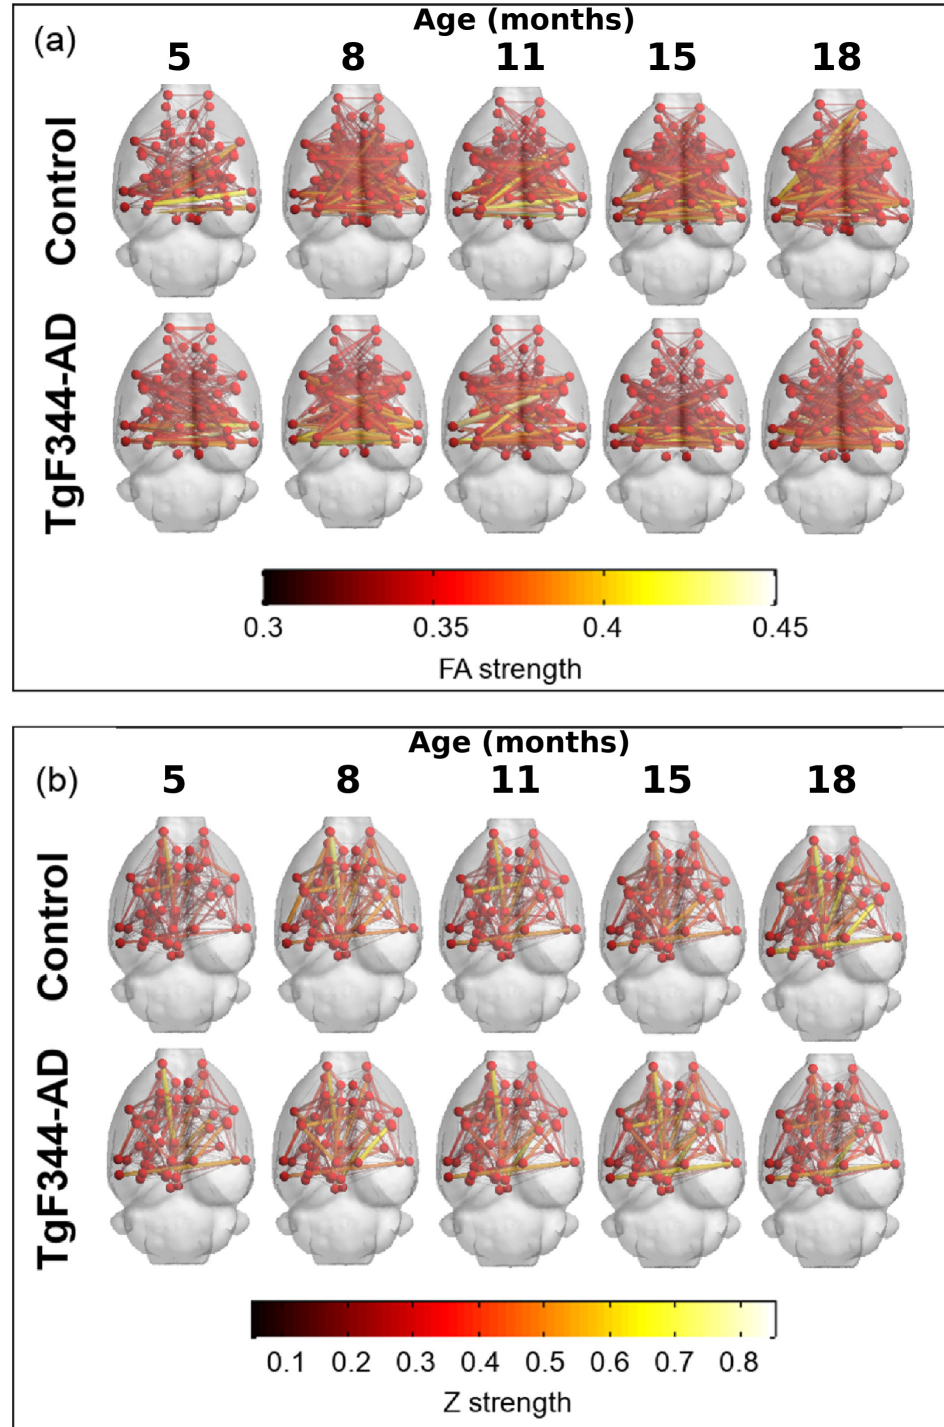 (a)
Age (months)
5 8 11 15 18
Control
TgF344-AD
0.3 0.35 0.4 0.45
FA strength
(b)
Age (months)
5 8 11 15 18
Control
TgF344-AD
0.1 0.2 0.3 0.4 0.5 0.6 0.7 0.8
Z strength